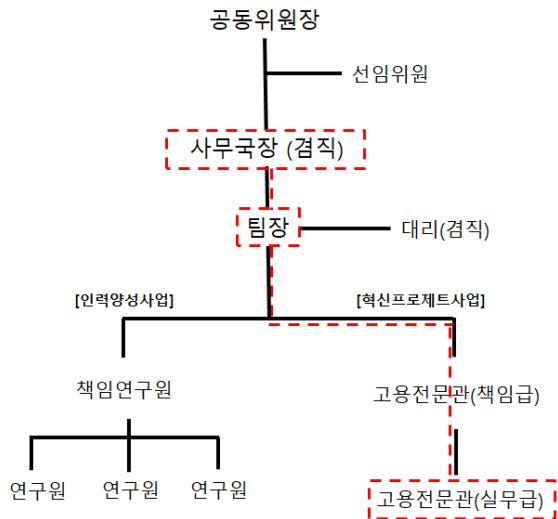 공동위원장
선임위원
사무국장 (겸직)
팀장
대리(겸직)
[인력양성사업]
[혁신프로제트사업]
책임연구원
고용전문관(책임급)
연구원
연구원
연구원
고용전문관(실무급)